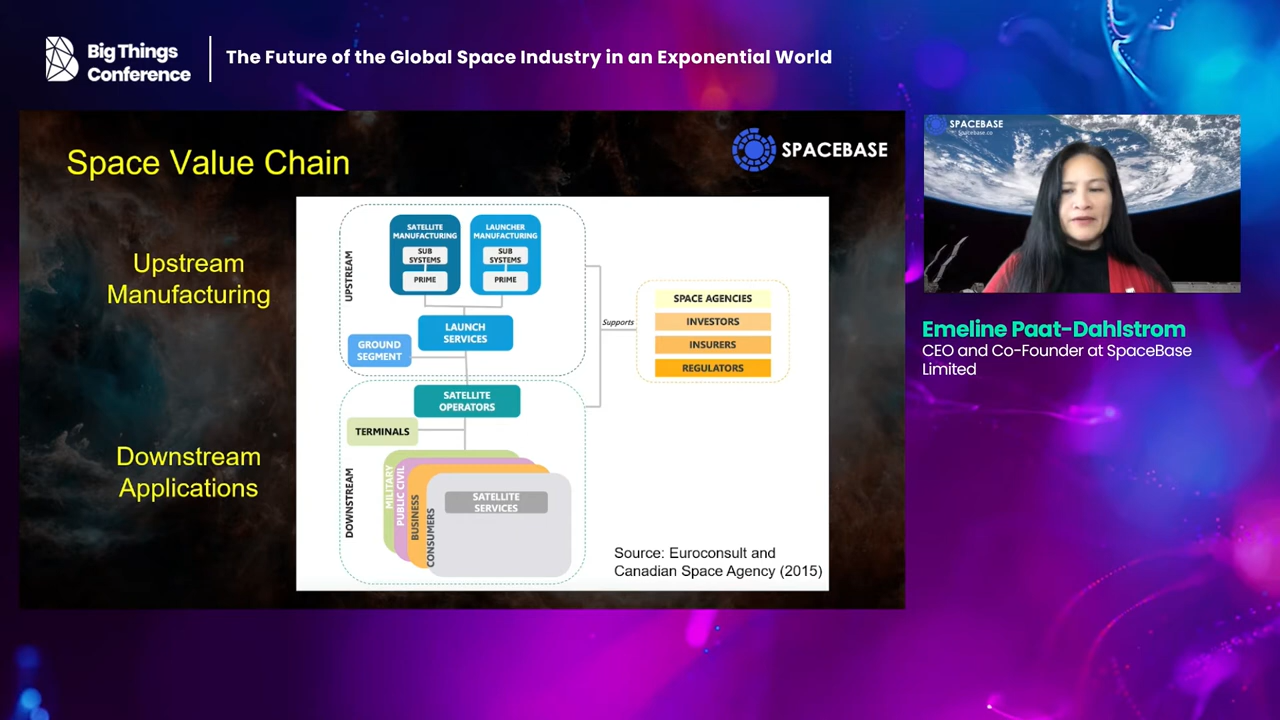 Big Things
Conference
The Future of the Global Space Industry in an Exponential World
Space Value Chain
SPACEBASE
Upstream
Manufacturing
Downstream
Applications
UPSTREAM
SATELLITE
MANUFACTURING
SUB
SYSTEMS
PRIME
LAUNCHER
MANUFACTURING
SUB
SYSTEMS
PRIME
LAUNCH
SERVICES
GROUND
SEGMENT
Supports
SPACE AGENCIES
INVESTORS
INSURERS
REGULATORS
DOWNSTREAM
SATELLITE
OPERATORS
TERMINALS
MILITARY
PUBLIC CIVIL
BUSINESS
CONSUMERS
SATELLITE
SERVICES
Source: Euroconsult and
Canadian Space Agency (2015)
SPACEBASE
Spacebase.co
Emeline Paat-Dahlstrom
CEO and Co-Founder at SpaceBase
Limited